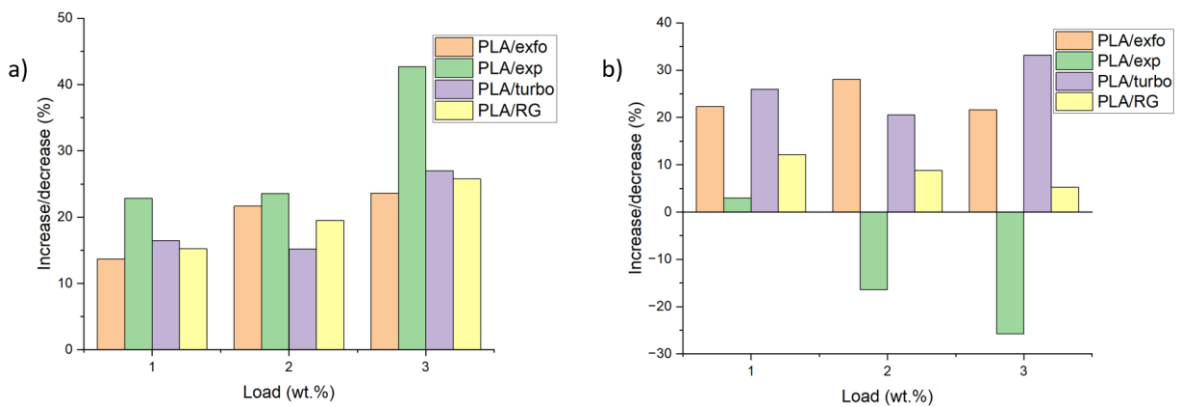 a)
Increase/decrease (%)
50
40
30
20
10
0
1
2
3
Load (wt.%)
PLA/exfo
PLA/exp
PLA/turbo
PLA/RG
b)
Increase/decrease (%)
40
30
20
10
0
−10
−20
−30
1
2
3
Load (wt.%)
PLA/exfo
PLA/exp
PLA/turbo
PLA/RG